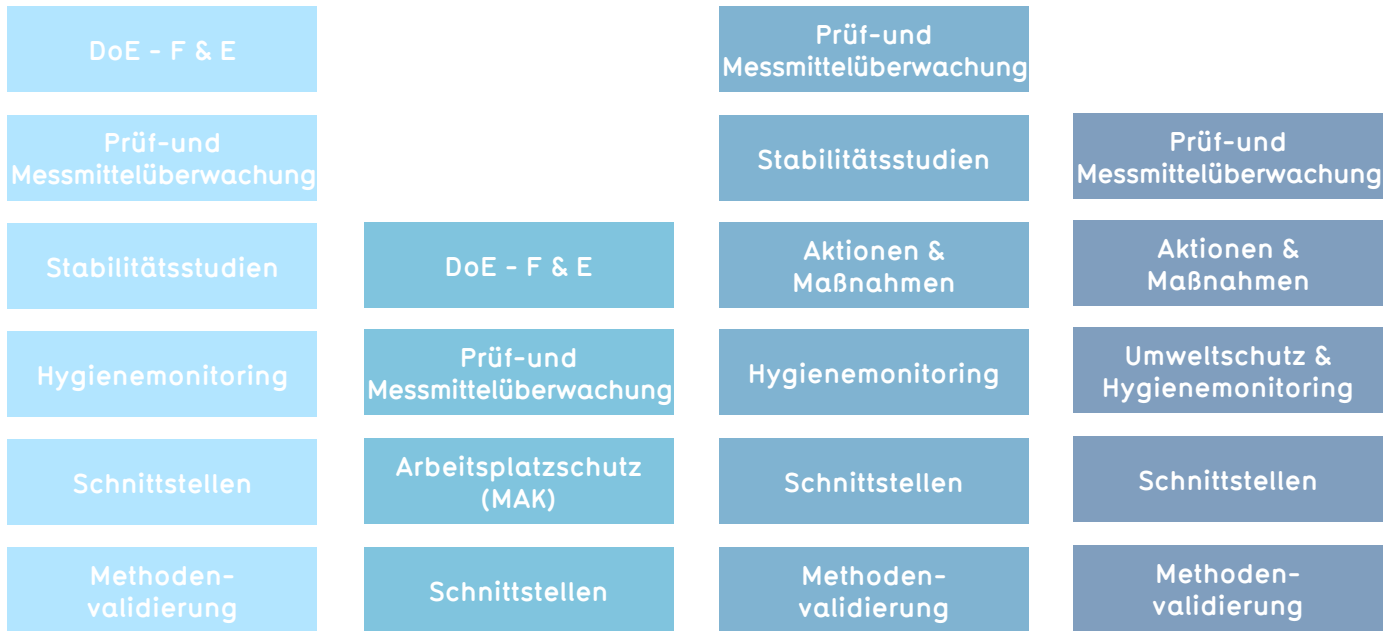 DoE - F & E
Prüf-und
Messmittelüberwachung
Stabilitätsstudien
Hygienemonitoring
Schnittstellen
Methoden-
validierung
DoE - F & E
Prüf-und
Messmittelüberwachung
Arbeitsplatzschutz
(MAK)
Schnittstellen
Prüf-und
Messmittelüberwachung
Stabilitätsstudien
Aktionen &
Maßnahmen
Hygienemonitoring
Schnittstellen
Methoden-
validierung
Prüf-und
Messmittelüberwachung
Aktionen &
Maßnahmen
Umweltschutz &
Hygienemonitoring
Schnittstellen
Methoden-
validierung